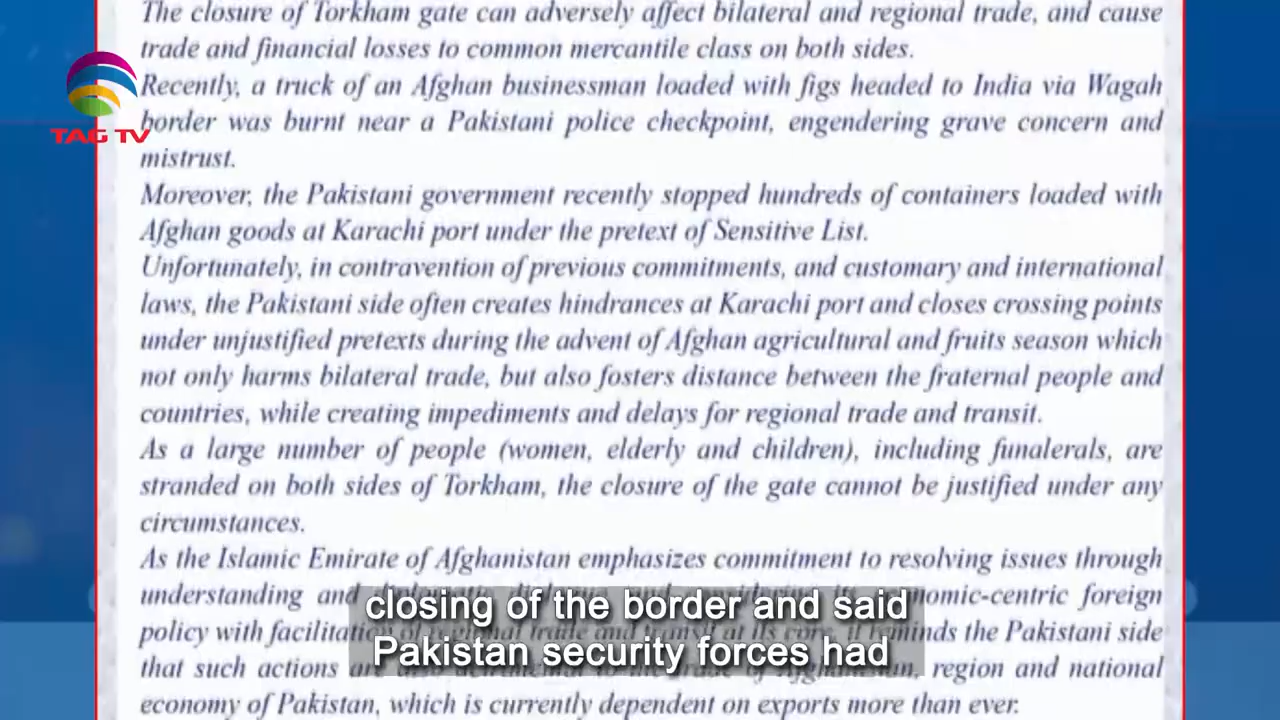 The closure of Torkham gate can adversely affect bilateral and regional trade, and cause
trade and financial losses to common mercantile class on both sides.
Recently, a truck of an Afghan businessman loaded with figs headed to India via Wagah
border was burnt near a Pakistani police checkpoint, engendering grave concern and
mistrust.
TAG TV
Moreover, the Pakistani government recently stopped hundreds of containers loaded with
Afghan goods at Karachi port under the pretext of Sensitive List.
Unfortunately, in contravention of previous commitments, and customary and international
laws, the Pakistani side often creates hindrances at Karachi port and closes crossing points
under unjustified pretexts during the advent of Afghan agricultural and fruits season which
not only harms bilateral trade, but also fosters distance between the fraternal people and
countries, while creating impediments and delays for regional trade and transit.
As a large number of people (women, elderly and children), including funalerals, are
stranded on both sides of Torkham, the closure of the gate cannot be justified under any
circumstances.
As the Islamic Emirate of Afghanistan emphasizes commitment to resolving issues through
understanding and foreign
policy with reminds the Pakistani side
that such actions region and national
economy of Pakistan, which is currently dependent on exports more than ever.
closing of the border and said
Pakistan security forces had